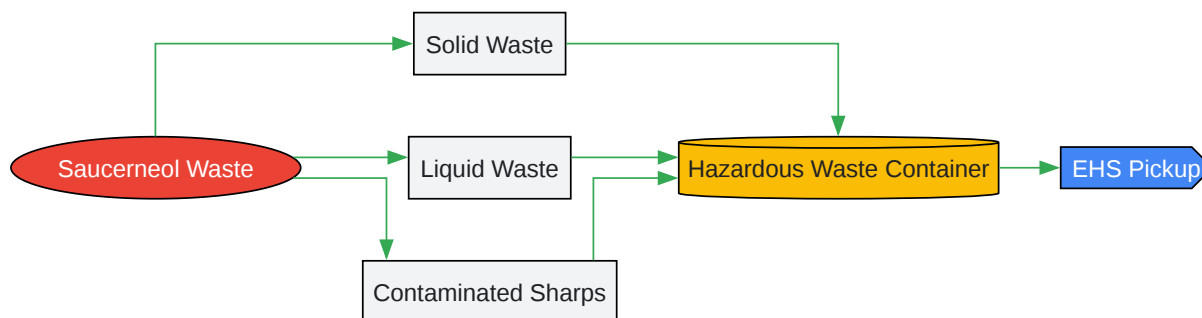 Solid Waste
Saucerneol Waste
Liquid Waste
Hazardous Waste Container
EHS Pickup
Contaminated Sharps